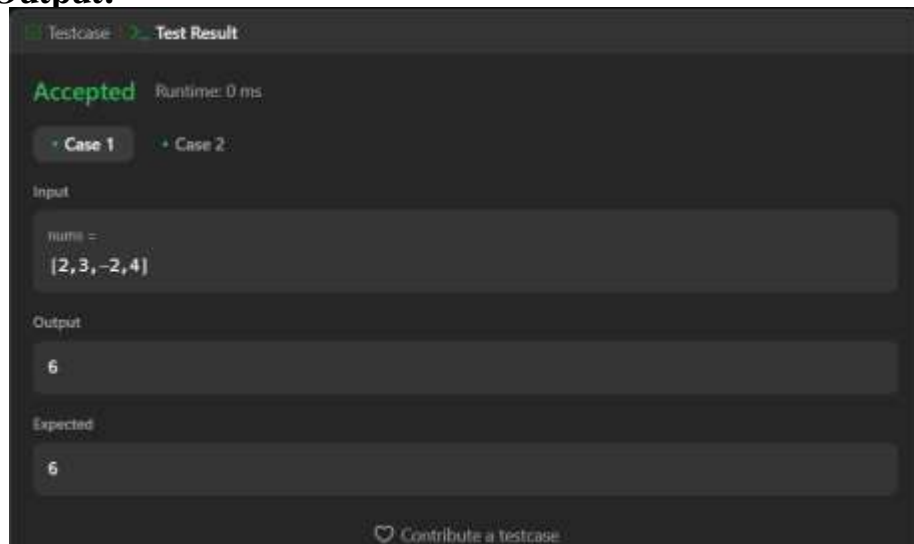 Output:
Testcase >_ Test Result
Accepted Runtime: 0 ms
• Case 1 • Case 2
Input
nums =
[2,3,-2,4]
Output
6
Expected
6
Contribute a testcase